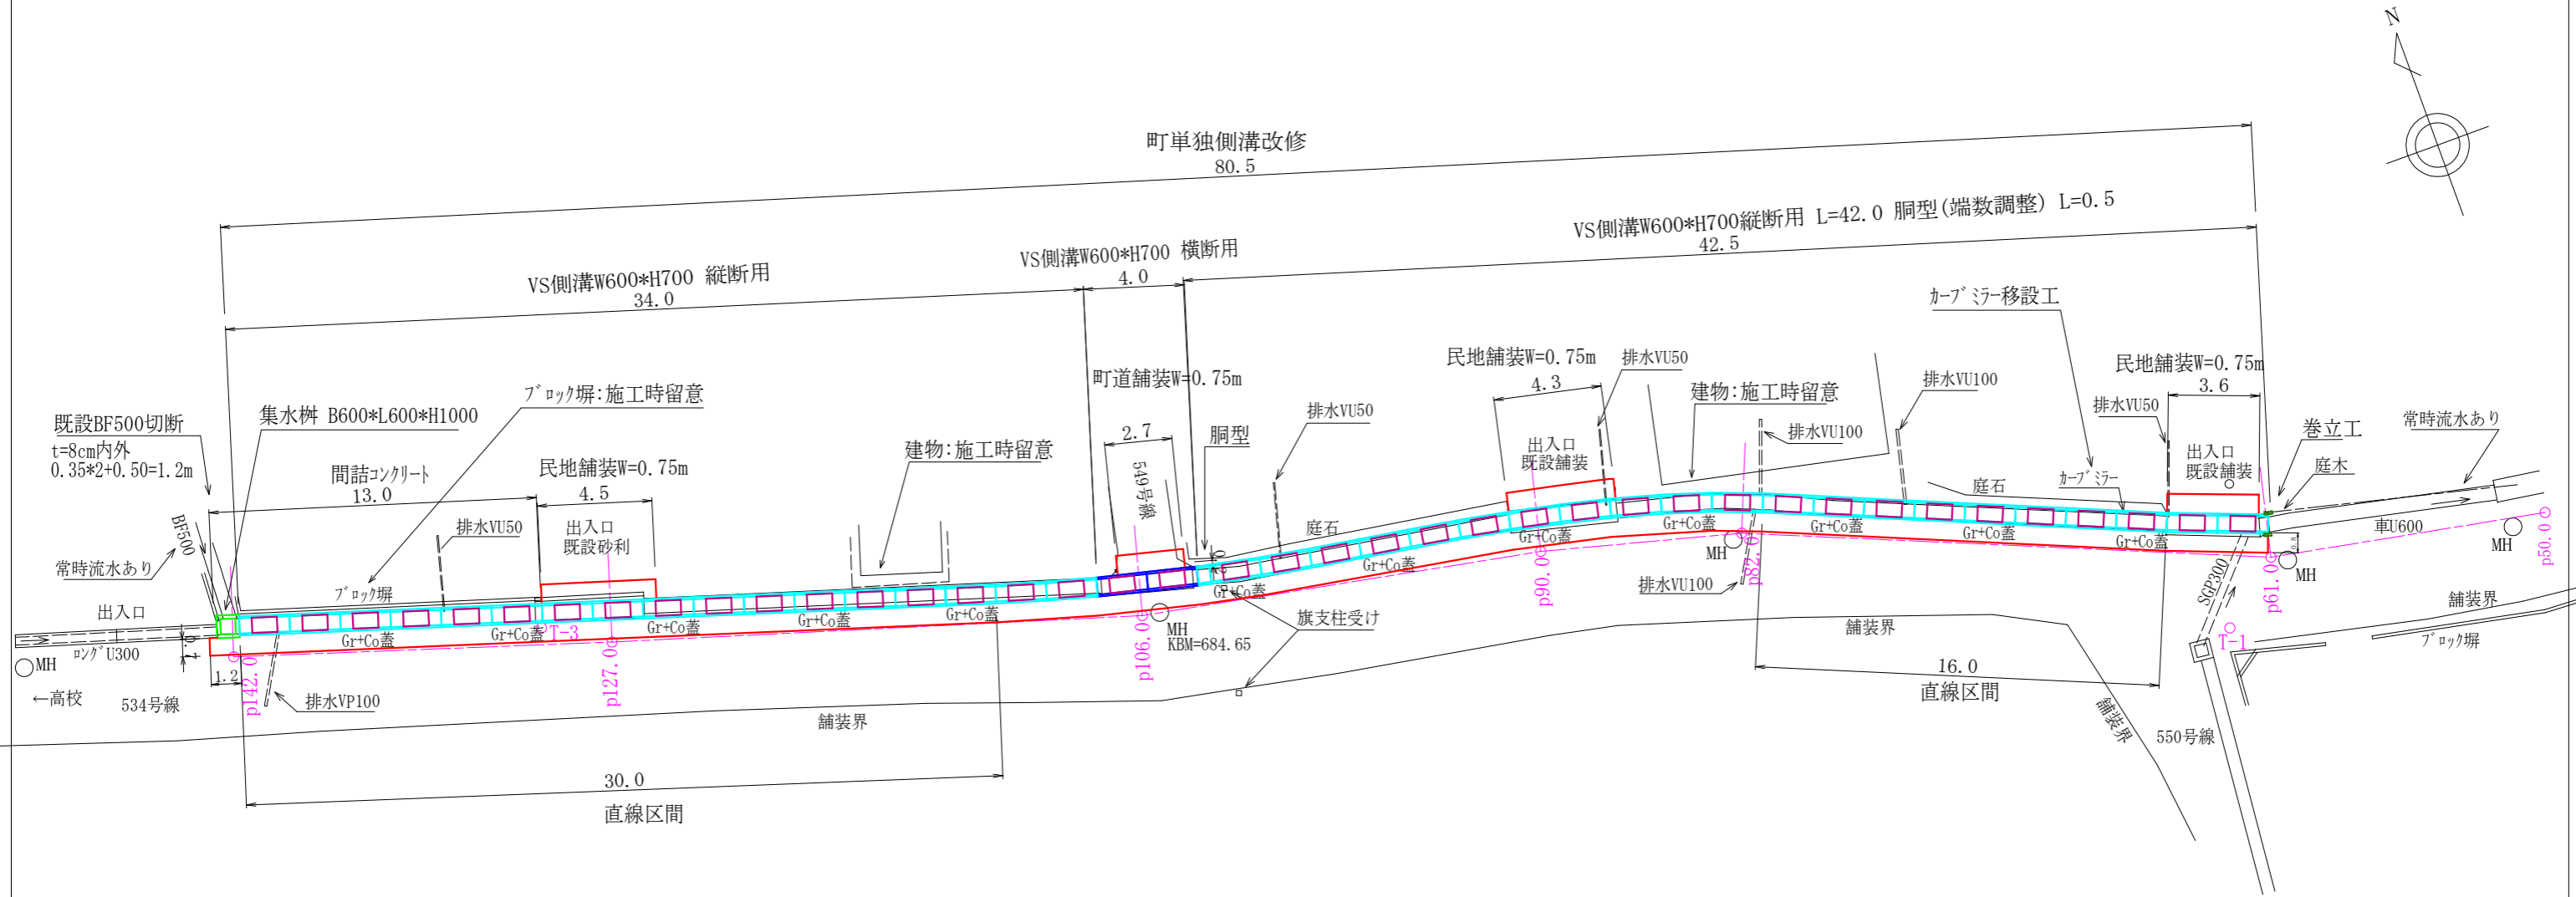 N
町単独側溝改修
80.5
VS側溝W600*H700縦断用 L=42.0 胴型(端数調整) L=0.5
42.5
VS側溝W600*H700 横断用
4.0
VS側溝W600*H700 縦断用
34.0
カーブミラー移設工
民地舗装W=0.75m
4.3
排水VU50
建物:施工時留意
排水VU100
民地舗装W=0.75m
3.6
町道舗装W=0.75m
2.7
胴型
排水VU50
排水VU100
排水VU50
常時流水あり
巻立工
庭木
ブロック塀:施工時留意
集水桝 B600*L600*H1000
既設BF500切断
t=8cm内外
0.35*2+0.50=1.2m
間詰コンクリート
13.0
民地舗装W=0.75m
4.5
建物:施工時留意
出入口
既設舗装
出入口
既設舗装
549号線
BF500
排水VU50
出入口
既設砂利
庭石
庭石
カーブミラー
車U600
常時流水あり
ブロック塀
出入口
ロングU300
MH
←高校
534号線
0.7
1.2
Gr+Co蓋
Gr+Co蓋
Gr+Co蓋
Gr+Co蓋
Gr+Co蓋
Gr+Co蓋
Gr+Co蓋
Gr+Co蓋
Gr+Co蓋
Gr+Co蓋
Gr+Co蓋
Gr+Co蓋
T-3
p142.0
p127.0
p106.0
p90.0
p82.0
p61.0
p50.0
0.8
MH
KBM=684.65
MH
MH
MH
旗支柱受け
排水VU100
排水VP100
SGP300
T-1
舗装界
ブロック塀
舗装界
舗装界
舗装界
550号線
16.0
直線区間
30.0
直線区間